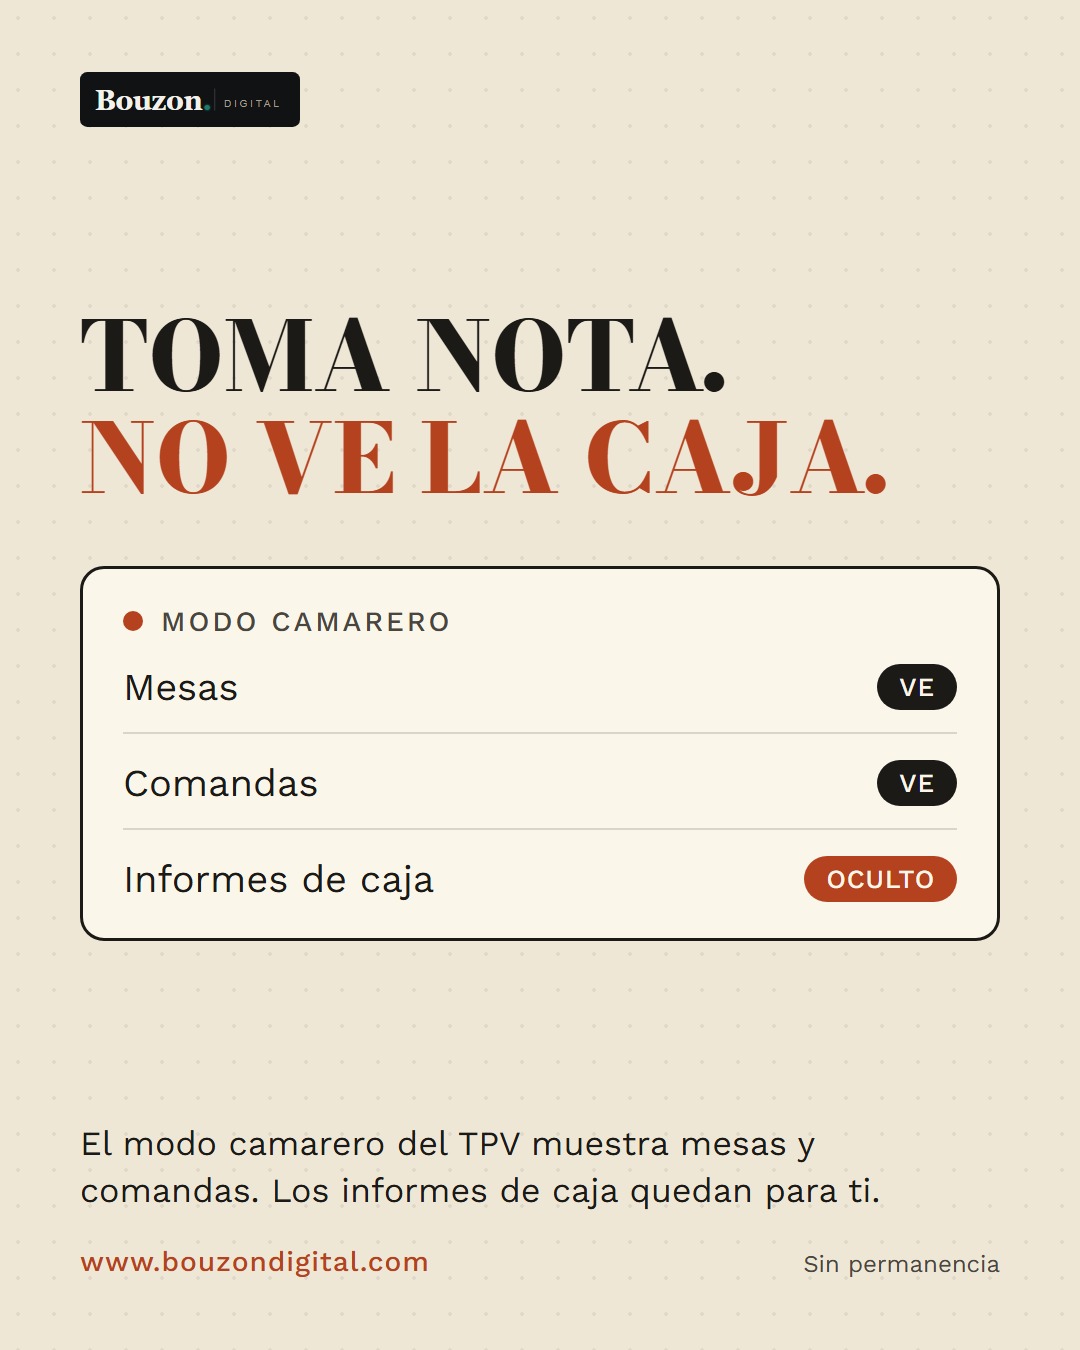 Bouzon. DIGITAL
TOMA NOTA.
NO VE LA CAJA.
MODO CAMARERO
Mesas VE
Comandas VE
Informes de caja OCULTO
El modo camarero del TPV muestra mesas y
comandas. Los informes de caja quedan para ti.
www.bouzondigital.com Sin permanencia